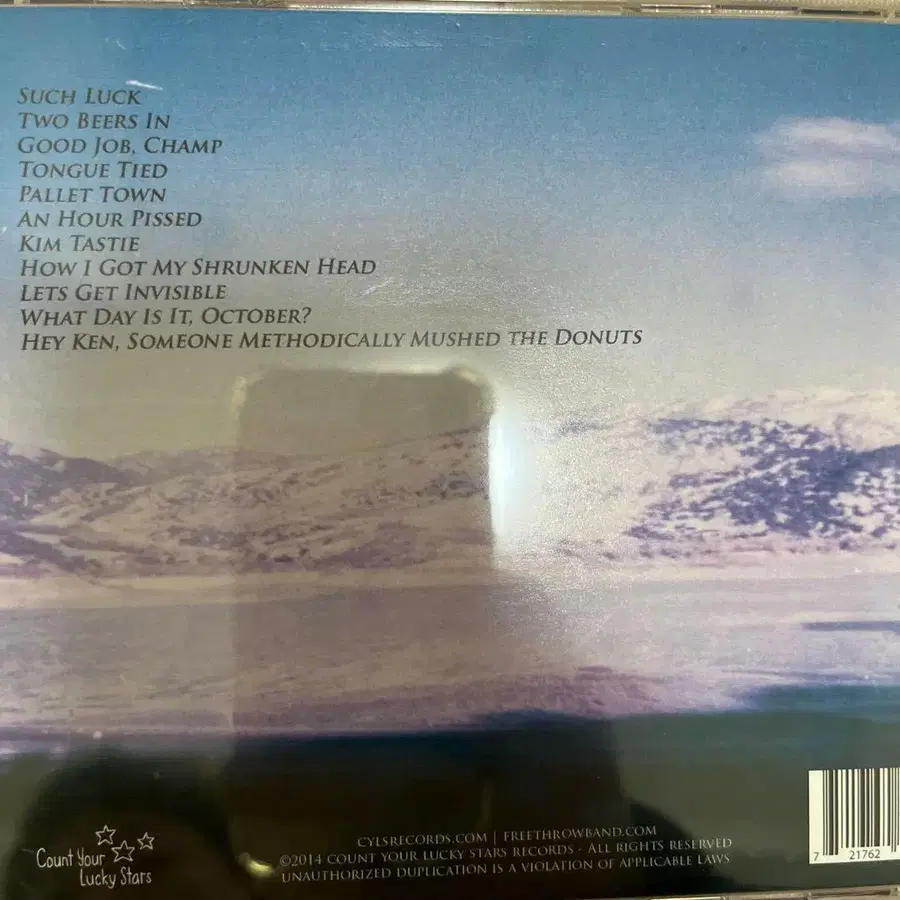 SUCH LUCK
TWO BEERS IN
GOOD JOB, CHAMP
TONGUE TIED
PALLET TOWN
AN HOUR PISSED
KIM TASTIE
HOW I GOT MY SHRUNKEN HEAD
LETS GET INVISIBLE
WHAT DAY IS IT, OCTOBER?
HEY KEN, SOMEONE METHODICALLY MUSHED THE DONUTS
Count Your
Lucky Stars
CYLSRECORDS.COM | FREETHROWBAND.COM
©2014 COUNT YOUR LUCKY STARS RECORDS - ALL RIGHTS RESERVED
UNAUTHORIZED DUPLICATION IS A VIOLATION OF APPLICABLE LAWS
7 21762